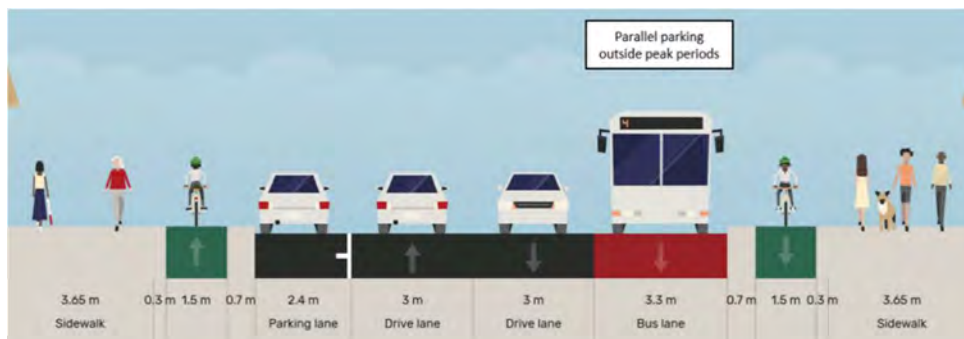 Parallel parking
outside peak periods
4
3.65 m 0.3 m 1.5 m 0.7 m 2.4 m 3 m 3 m 3.3 m 0.7 m 1.5 m 0.3 m 3.65 m
Sidewalk Parking lane Drive lane Drive lane Bus lane Sidewalk